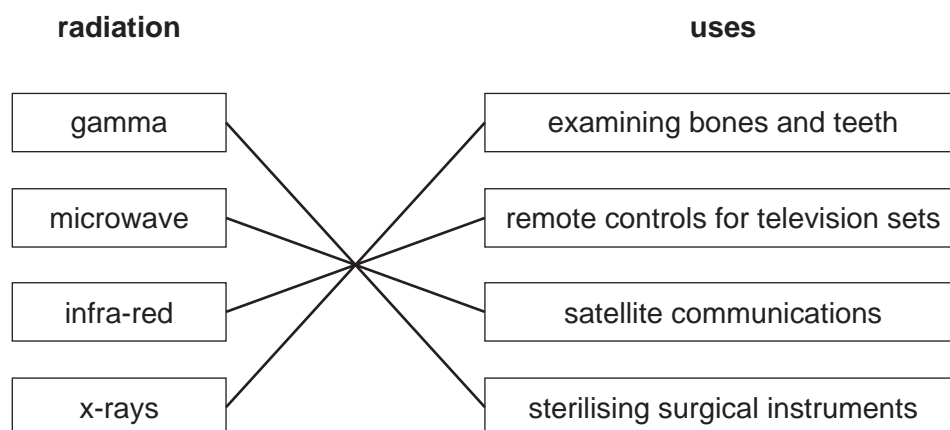 radiation
uses
gamma
examining bones and teeth
microwave
remote controls for television sets
infra-red
satellite communications
x-rays
sterilising surgical instruments